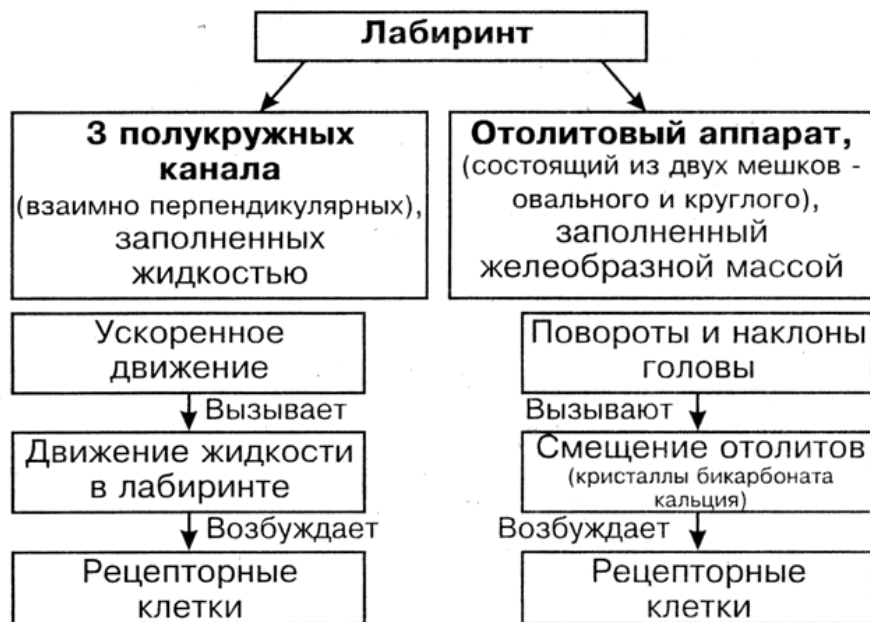 Лабиринт
3 полукружных
канала
(взаимно перпендикулярных),
заполненных
жидкостью
Отолитовый аппарат,
(состоящий из двух мешков -
овального и круглого),
заполненный
желеобразной массой
Ускоренное
движение
Вызывает
Движение жидкости
в лабиринте
Возбуждает
Рецепторные
клетки
Повороты и наклоны
головы
Вызывают
Смещение отолитов
(кристаллы бикарбоната
кальция)
Возбуждает
Рецепторные
клетки